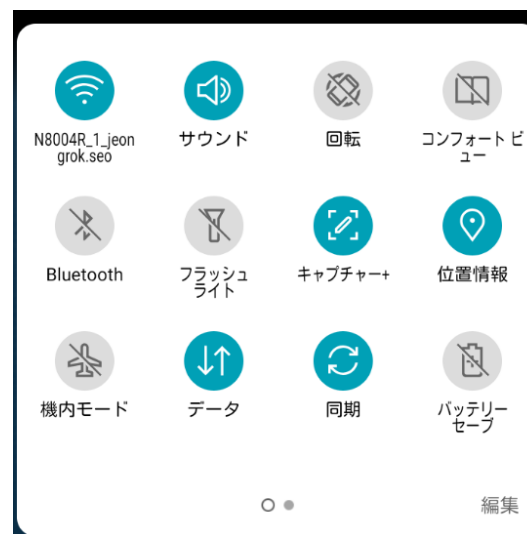 N8004R_1_jeon
grok.seo
サウンド
回転
コンフォート ビ
ュー
Bluetooth
フラッシュ
ライト
キャプチャー+
位置情報
機内モード
データ
同期
バッテリー
セーブ
編集